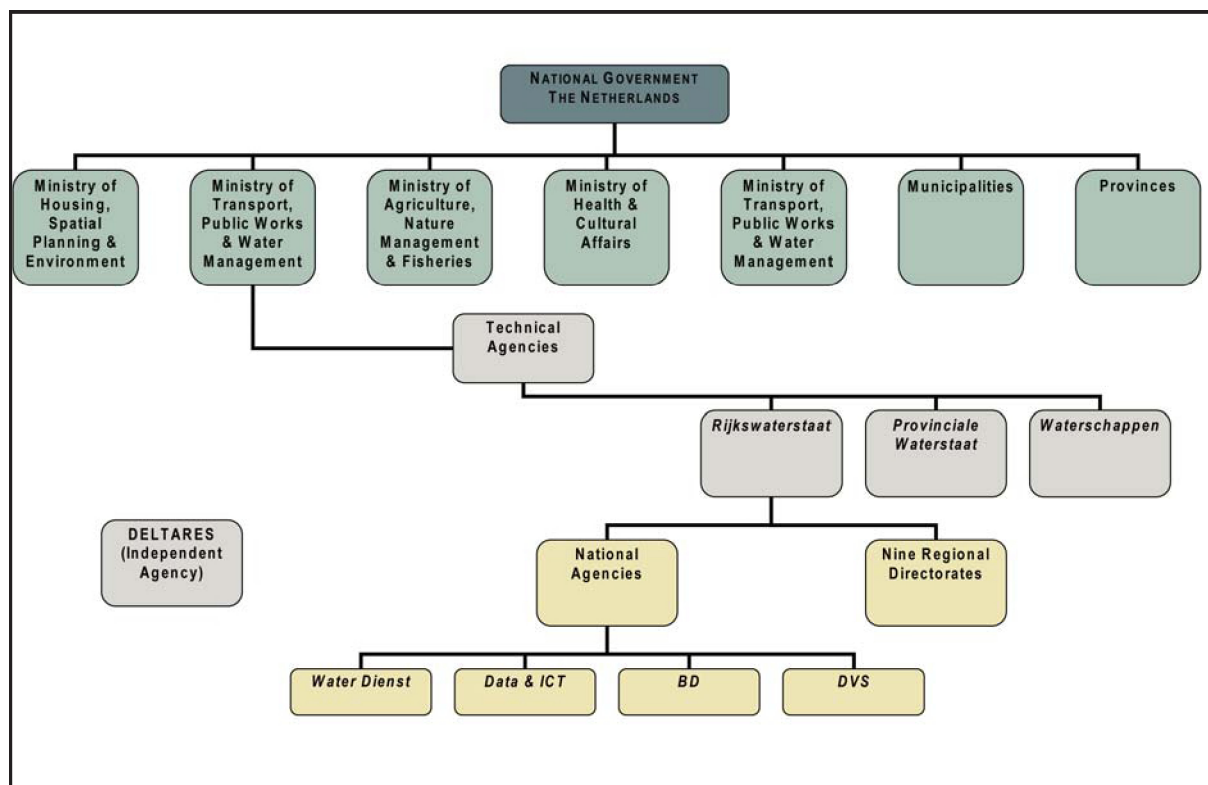 NATIONAL GOVERNMENT
THE NETHERLANDS
Ministry of
Housing,
Spatial
Planning &
Environment
Ministry of
Transport,
Public Works
& Water
Management
Ministry of
Agriculture,
Nature
Management
& Fisheries
Ministry of
Health &
Cultural
Affairs
Ministry of
Transport,
Public Works
& Water
Management
Municipalities
Provinces
Technical
Agencies
Rijkswaterstaat
Provinciale
Waterstaat
Waterschappen
DELTARES
(Independent
Agency)
National
Agencies
Nine Regional
Directorates
Water Dienst
Data & ICT
BD
DVS